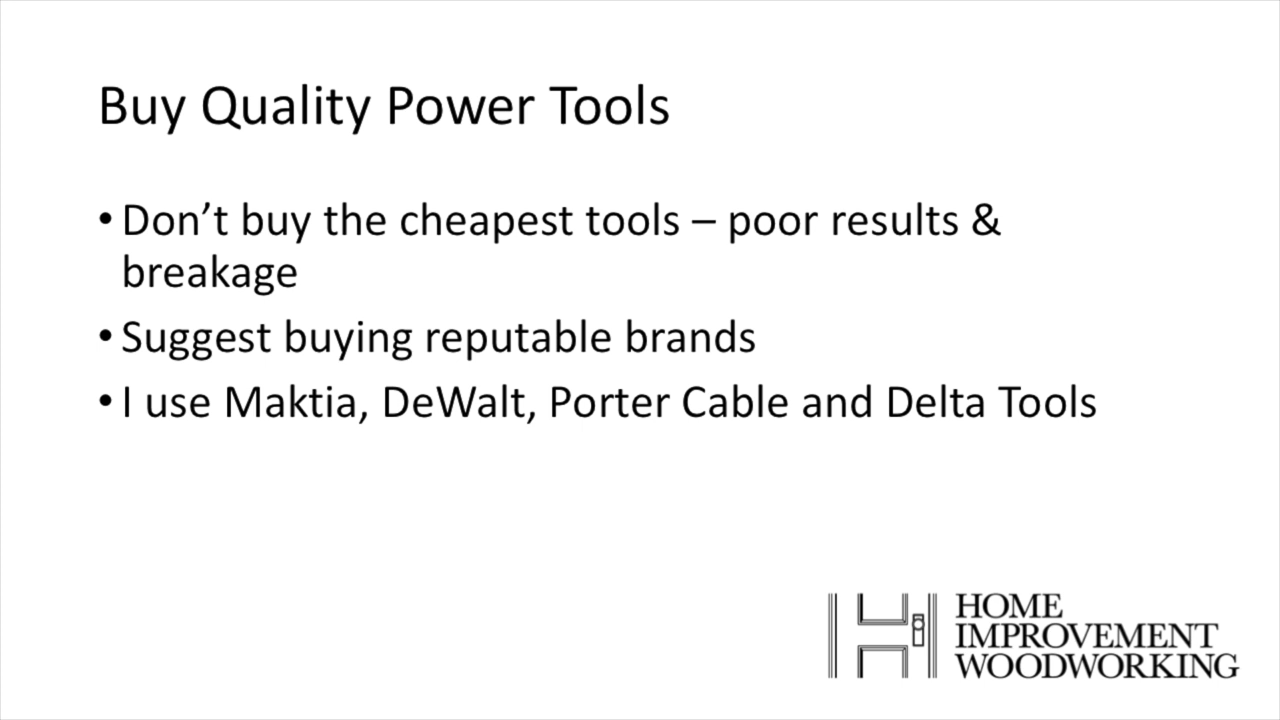 Buy Quality Power Tools
• Don’t buy the cheapest tools – poor results &
breakage
• Suggest buying reputable brands
• I use Maktia, DeWalt, Porter Cable and Delta Tools
HOME
IMPROVEMENT
WOODWORKING